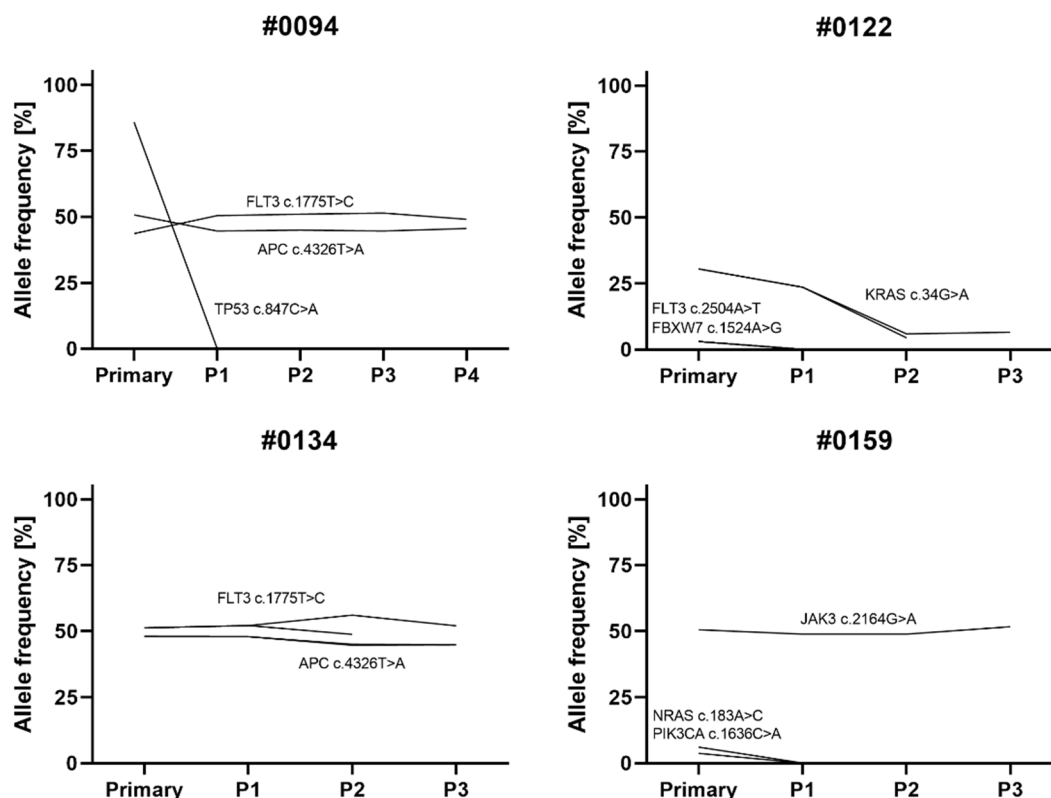 #0094
Allele frequency [%]
100
75
50
25
0
FLT3 c.1775T>C
APC c.4326T>A
TP53 c.847C>A
Primary P1 P2 P3 P4
#0122
Allele frequency [%]
100
75
50
25
0
KRAS c.34G>A
FLT3 c.2504A>T
FBXW7 c.1524A>G
Primary P1 P2 P3
#0134
Allele frequency [%]
100
75
50
25
0
FLT3 c.1775T>C
APC c.4326T>A
Primary P1 P2 P3
#0159
Allele frequency [%]
100
75
50
25
0
JAK3 c.2164G>A
NRAS c.183A>C
PIK3CA c.1636C>A
Primary P1 P2 P3